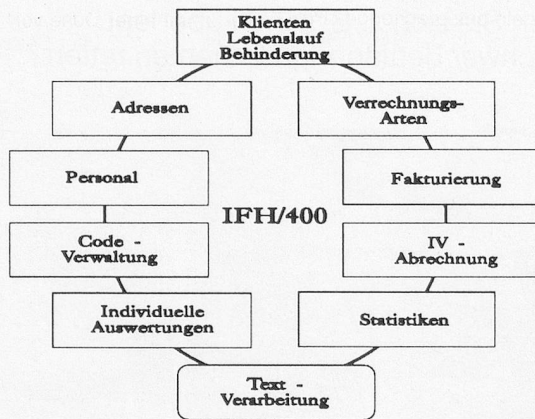 Klienten
Lebenslauf
Behinderung
Adressen
Verrechnungs-
Arten
Personal
Fakturierung
IFH/400
Code -
Verwaltung
IV -
Abrechnung
Individuelle
Auswertungen
Statistiken
Text -
Verarbeitung